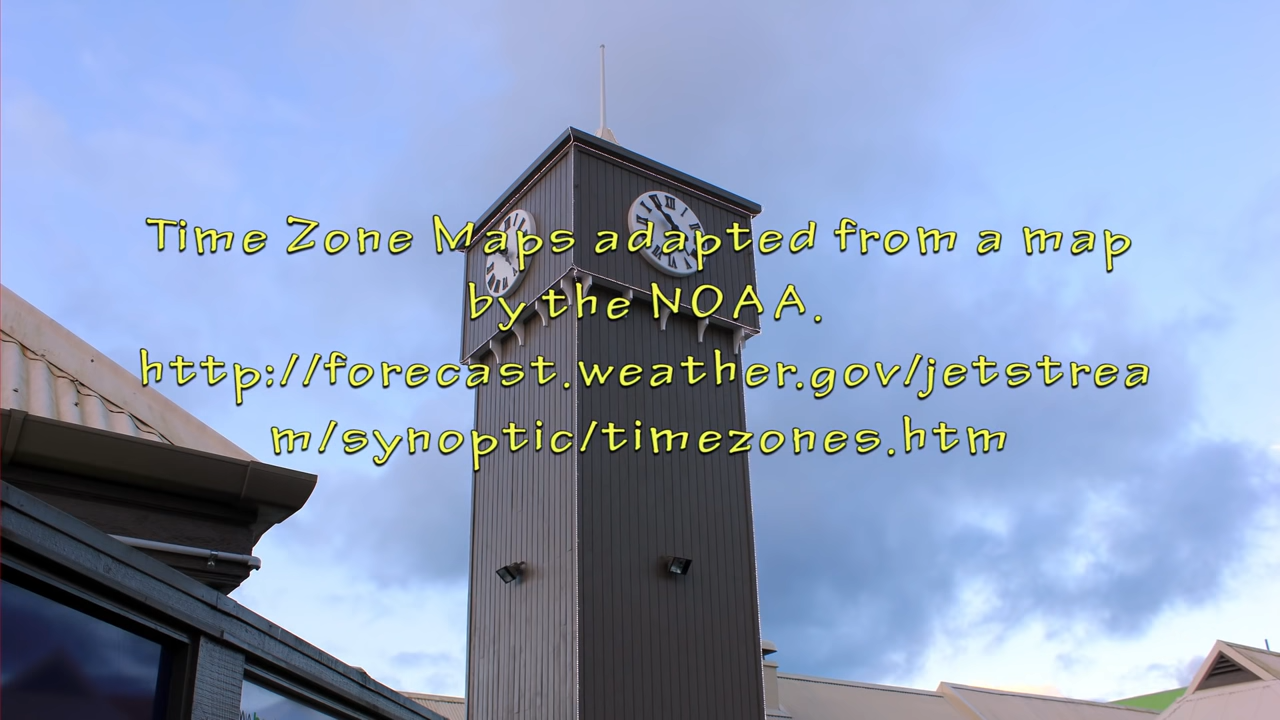 Time Zone Maps adapted from a map
by the NOAA.
http://forecast.weather.gov/jetstrea
m/synoptic/timezones.htm